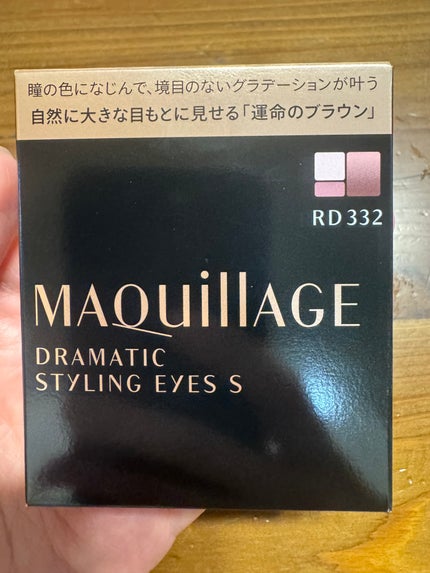 瞳の色になじんで、境目のないグラデーションが叶う
自然に大きな目もとに見せる「運命のブラウン」
RD 332
MAQuillAGE
DRAMATIC
STYLING EYES S